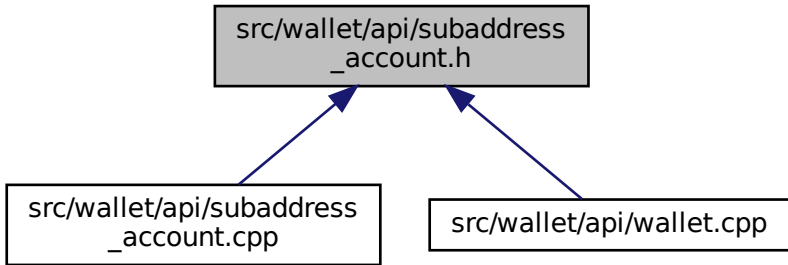 src/wallet/api/subaddress
_account.h
src/wallet/api/subaddress
_account.cpp
src/wallet/api/wallet.cpp